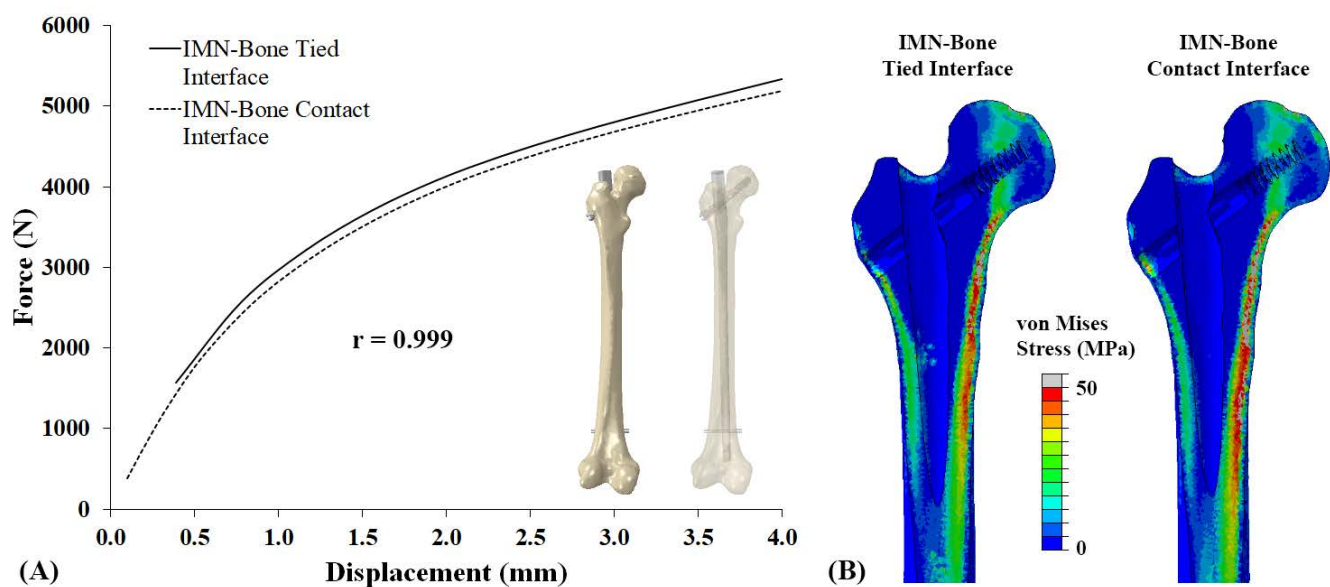 6000
5000
4000
3000
2000
1000
0
Force (N)
IMN-Bone Tied
Interface
IMN-Bone Contact
Interface
r = 0.999
0.0 0.5 1.0 1.5 2.0 2.5 3.0 3.5 4.0
(A)
Displacement (mm)
IMN-Bone
Tied Interface
IMN-Bone
Contact Interface
von Mises
Stress (MPa)
50
0
(B)